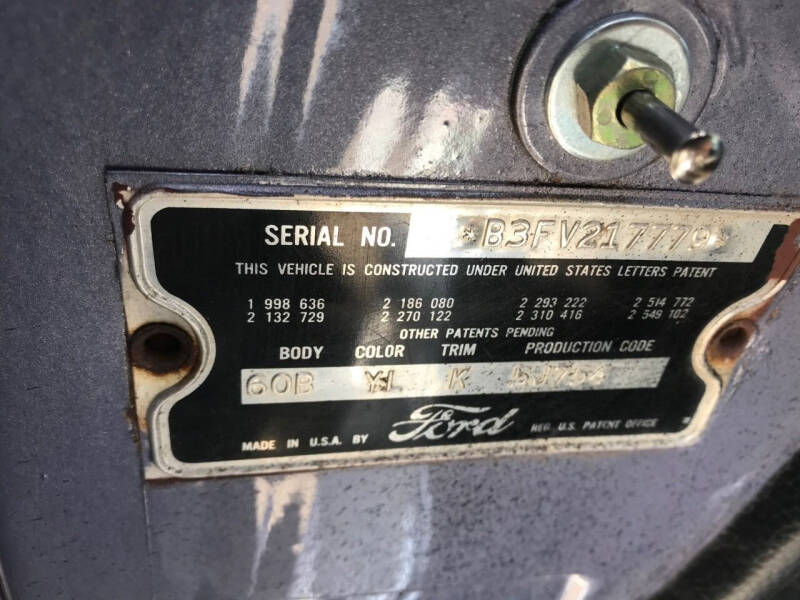 SERIAL NO. *B3FV217779*
THIS VEHICLE IS CONSTRUCTED UNDER UNITED STATES LETTERS PATENT
1 998 636 2 186 080 2 293 222 2 514 772
2 132 729 2 270 122 2 310 416 2 549 102
OTHER PATENTS PENDING
BODY COLOR TRIM PRODUCTION CODE
60B YL K
MADE IN U.S.A. BY Ford REG. U.S. PATENT OFFICE